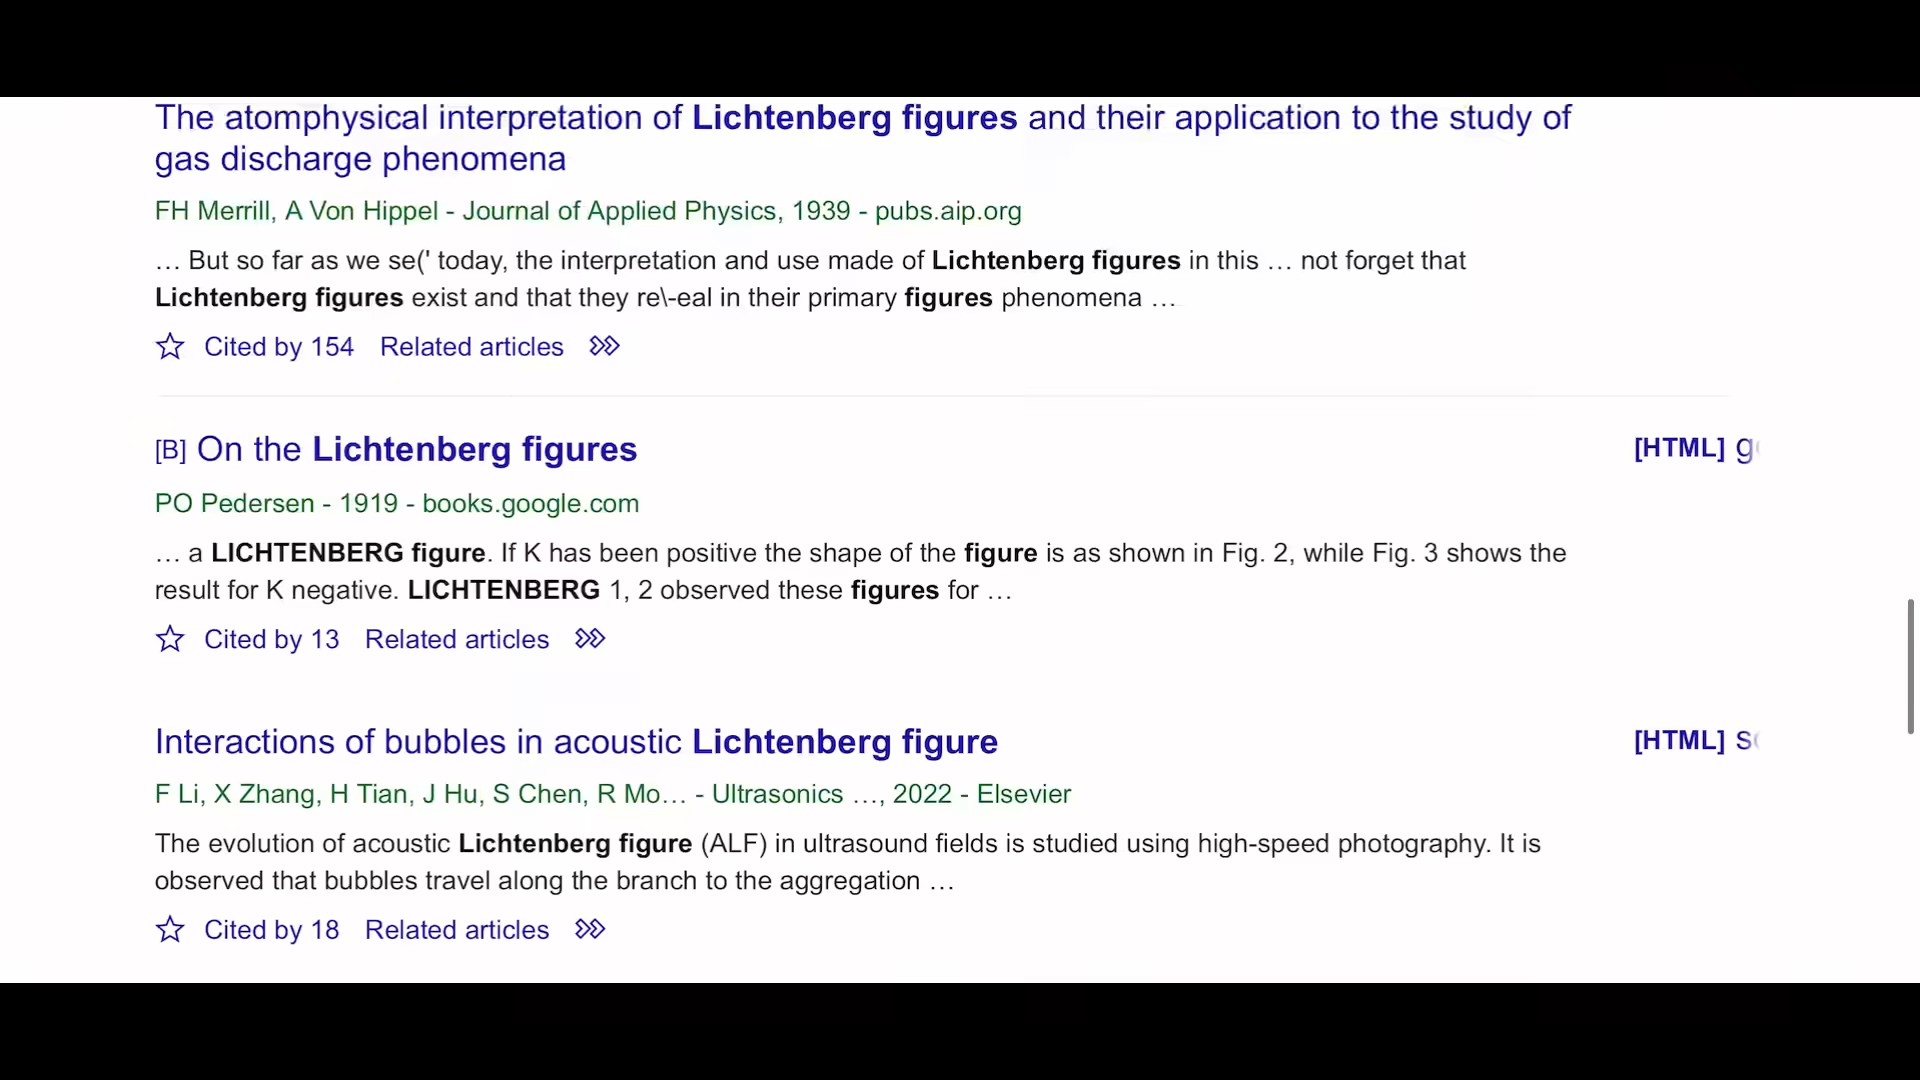 The atomphysical interpretation of Lichtenberg figures and their application to the study of
gas discharge phenomena
FH Merrill, A Von Hippel - Journal of Applied Physics, 1939 - pubs.aip.org
… But so far as we se(' today, the interpretation and use made of Lichtenberg figures in this … not forget that
Lichtenberg figures exist and that they re\-eal in their primary figures phenomena …
Cited by 154 Related articles
[B] On the Lichtenberg figures
[HTML]
PO Pedersen - 1919 - books.google.com
… a LICHTENBERG figure. If K has been positive the shape of the figure is as shown in Fig. 2, while Fig. 3 shows the
result for K negative. LICHTENBERG 1, 2 observed these figures for …
Cited by 13 Related articles
Interactions of bubbles in acoustic Lichtenberg figure
[HTML]
F Li, X Zhang, H Tian, J Hu, S Chen, R Mo… - Ultrasonics …, 2022 - Elsevier
The evolution of acoustic Lichtenberg figure (ALF) in ultrasound fields is studied using high-speed photography. It is
observed that bubbles travel along the branch to the aggregation …
Cited by 18 Related articles